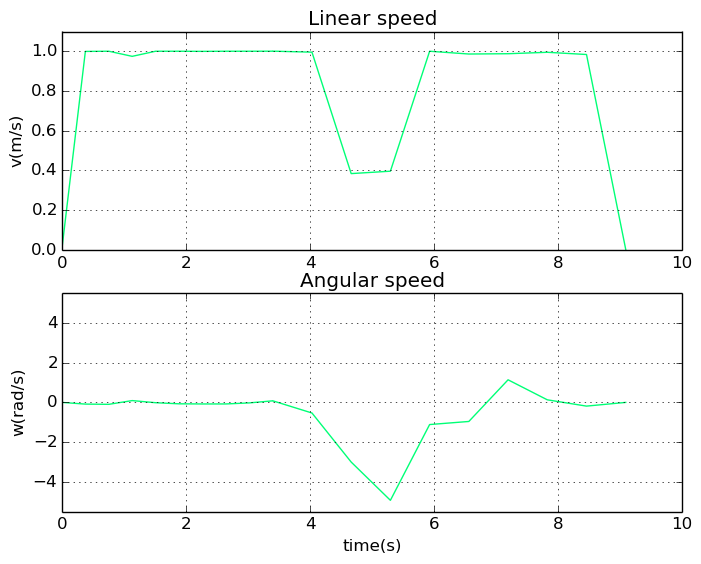 Linear speed
1.0
0.8
0.6
0.4
0.2
0.0
v(m/s)
0 2 4 6 8 10
Angular speed
4
2
0
−2
−4
w(rad/s)
0 2 4 6 8 10
time(s)